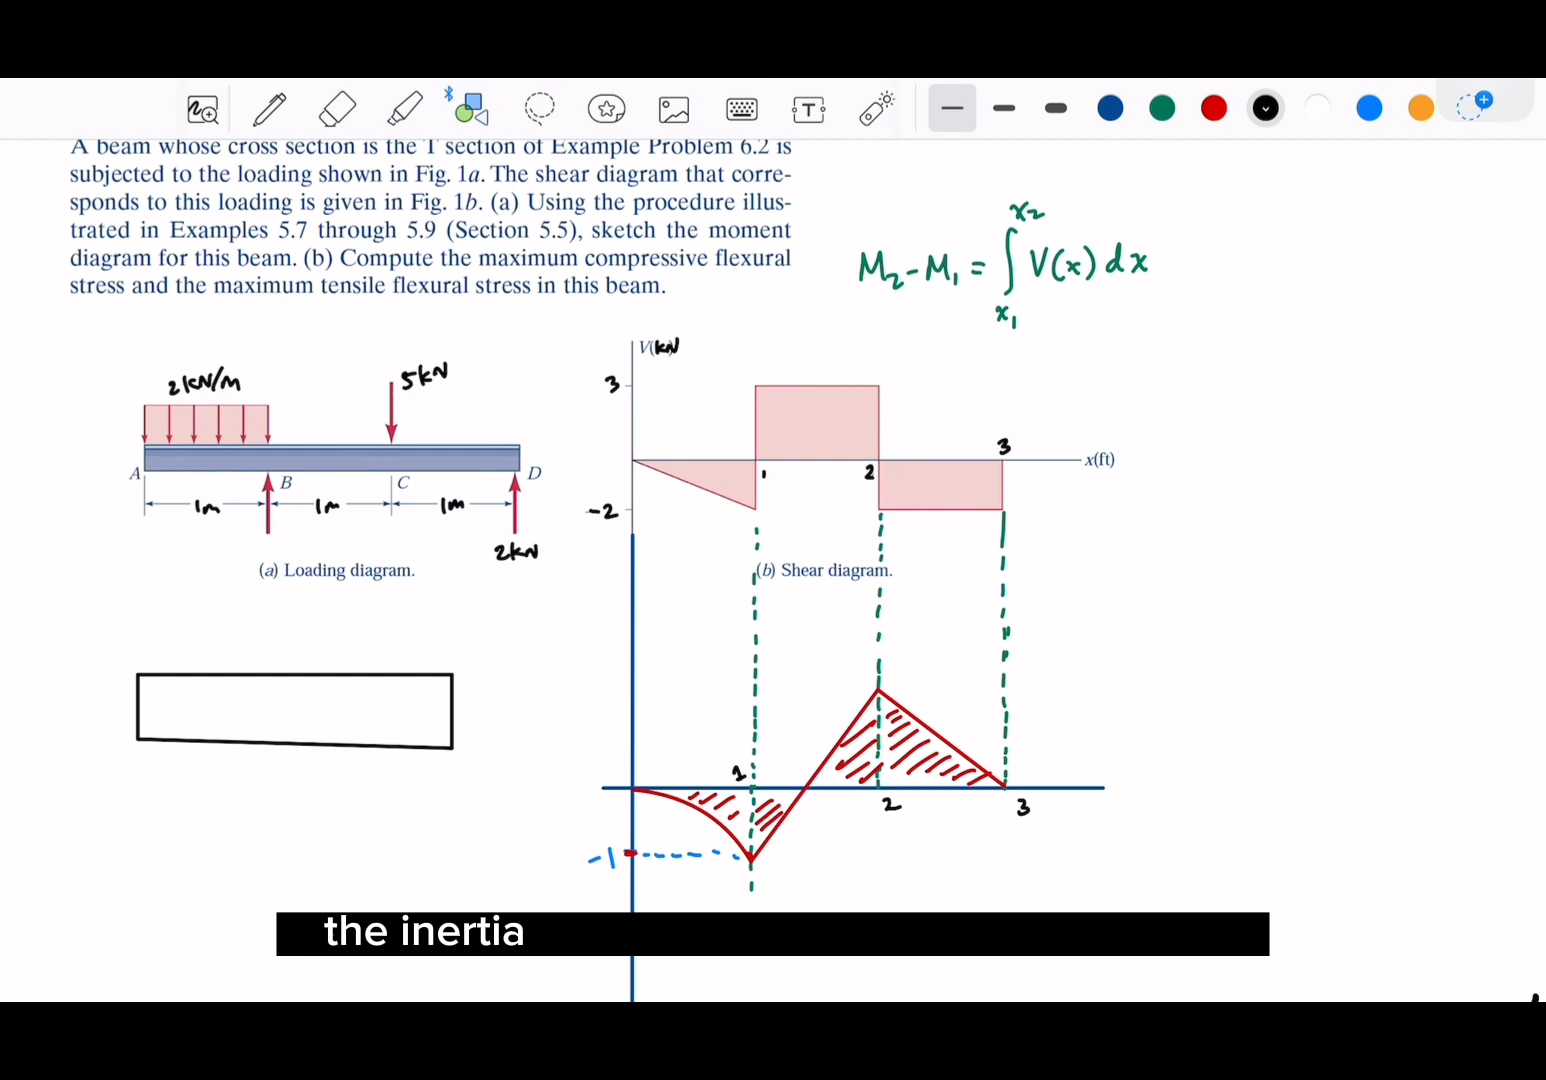 A beam whose cross section is the T section of Example Problem 6.2 is
subjected to the loading shown in Fig. 1a. The shear diagram that corre-
sponds to this loading is given in Fig. 1b. (a) Using the procedure illus-
trated in Examples 5.7 through 5.9 (Section 5.5), sketch the moment
diagram for this beam. (b) Compute the maximum compressive flexural
stress and the maximum tensile flexural stress in this beam.
M₂-M₁ = ∫ V(x) dx
x₂
x₁
2kN/m
5kN
A
B
C
D
1m
1m
1m
2kN
(a) Loading diagram.
V(kN
3
-2
1
2
3
x(ft)
(b) Shear diagram.
1
2
3
-1
the inertia
T